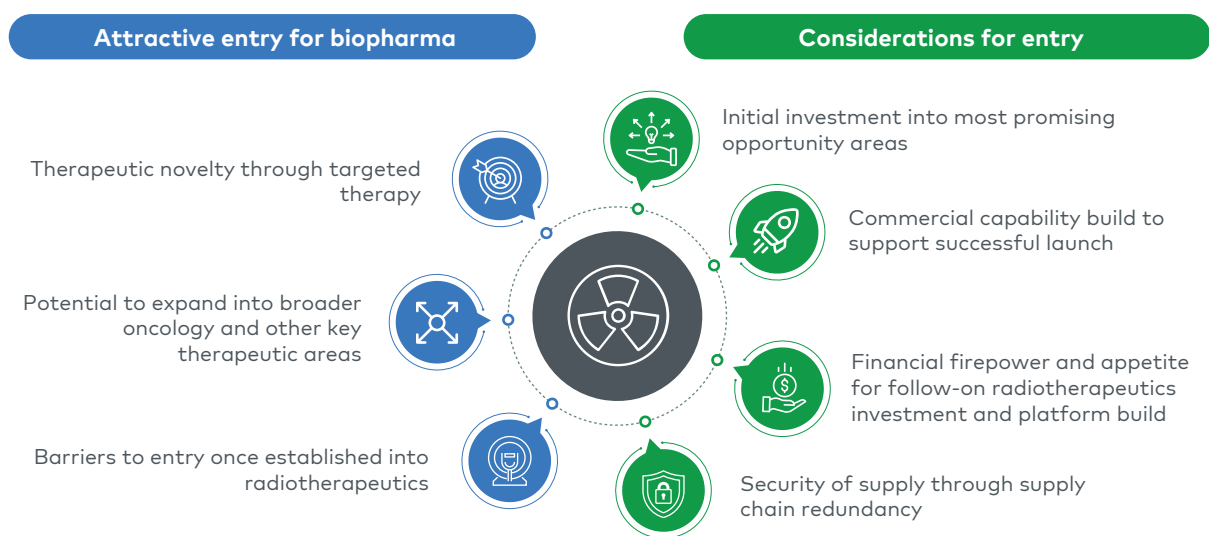 Attractive entry for biopharma
Therapeutic novelty through targeted
therapy
Potential to expand into broader
oncology and other key
therapeutic areas
Barriers to entry once established into
radiotherapeutics
Considerations for entry
Initial investment into most promising
opportunity areas
Commercial capability build to
support successful launch
Financial firepower and appetite
for follow-on radiotherapeutics
investment and platform build
Security of supply through supply
chain redundancy
$